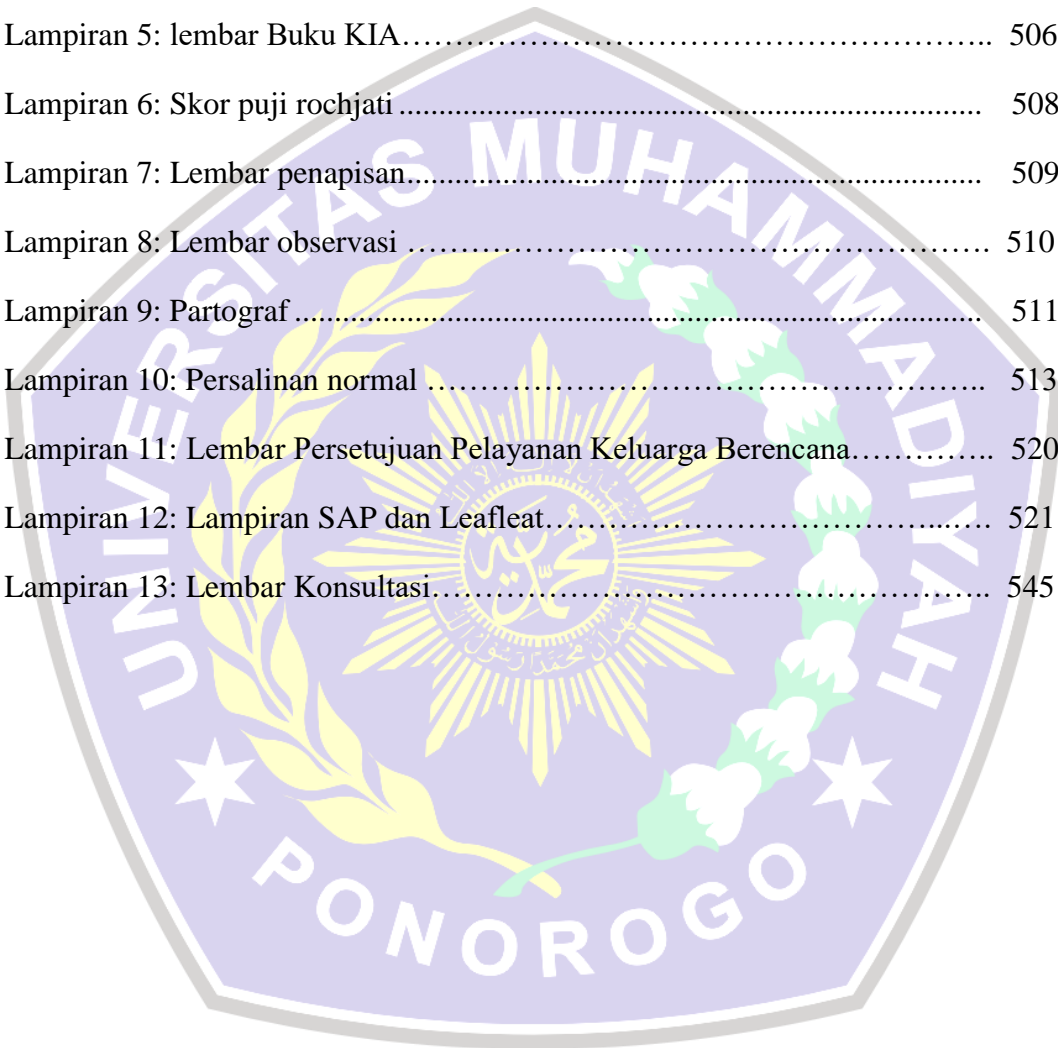 Lampiran 5: lembar Buku KIA……………………………………………….. 506
Lampiran 6: Skor puji rochjati ......................................................................... 508
Lampiran 7: Lembar penapisan........................................................................ 509
Lampiran 8: Lembar observasi ………………………………………………. 510
Lampiran 9: Partograf ...................................................................................... 511
Lampiran 10: Persalinan normal …………………………………………….. 513
Lampiran 11: Lembar Persetujuan Pelayanan Keluarga Berencana…………. 520
Lampiran 12: Lampiran SAP dan Leafleat………………………………...…. 521
Lampiran 13: Lembar Konsultasi……………………………………………. 545
UNIVERSITAS MUHAMMADIYAH
PONOROGO